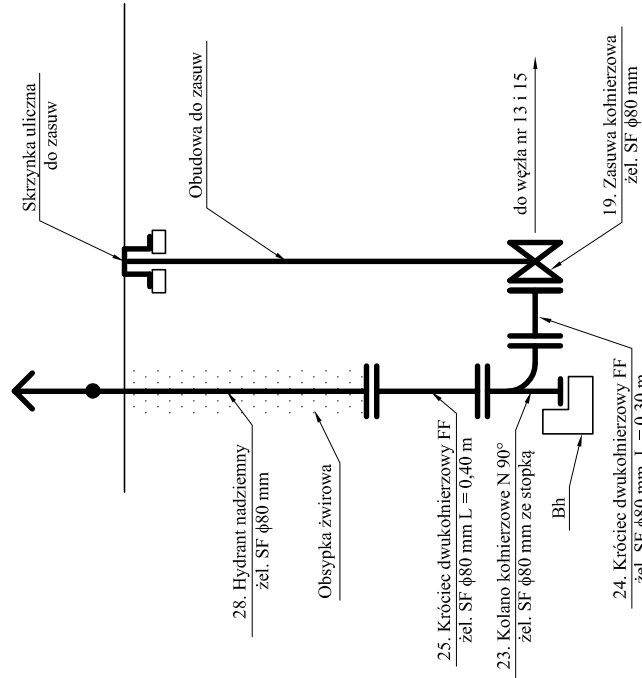 Skrzynka uliczna
do zasuw
Obudowa do zasuw
do węzła nr 13 i 15
19. Zasuwa kołnierzowa
żel. SF ϕ80 mm
28. Hydrant nadziemny
żel. SF ϕ80 mm
Obsypka żwirowa
25. Króciec dwukołnierzowy FF
żel. SF ϕ80 mm L = 0,40 m
23. Kolano kołnierzowe N 90°
żel. SF ϕ80 mm ze stopką
Bh
24. Króciec dwukołnierzowy FF
żel. SF ϕ80 mm L = 0,30 m